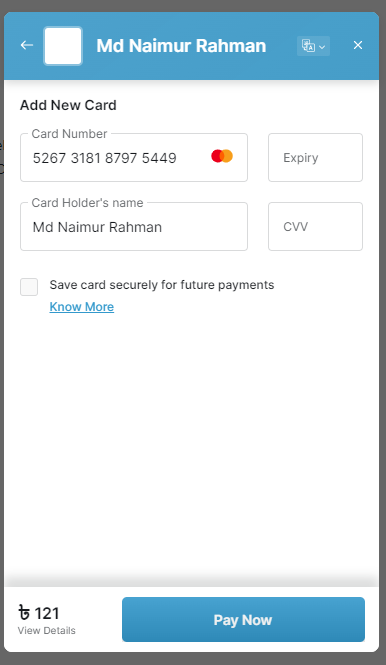 Md Naimur Rahman
Add New Card
Card Number
5267 3181 8797 5449
Expiry
Card Holder's name
Md Naimur Rahman
CVV
Save card securely for future payments
Know More
৳ 121
View Details
Pay Now